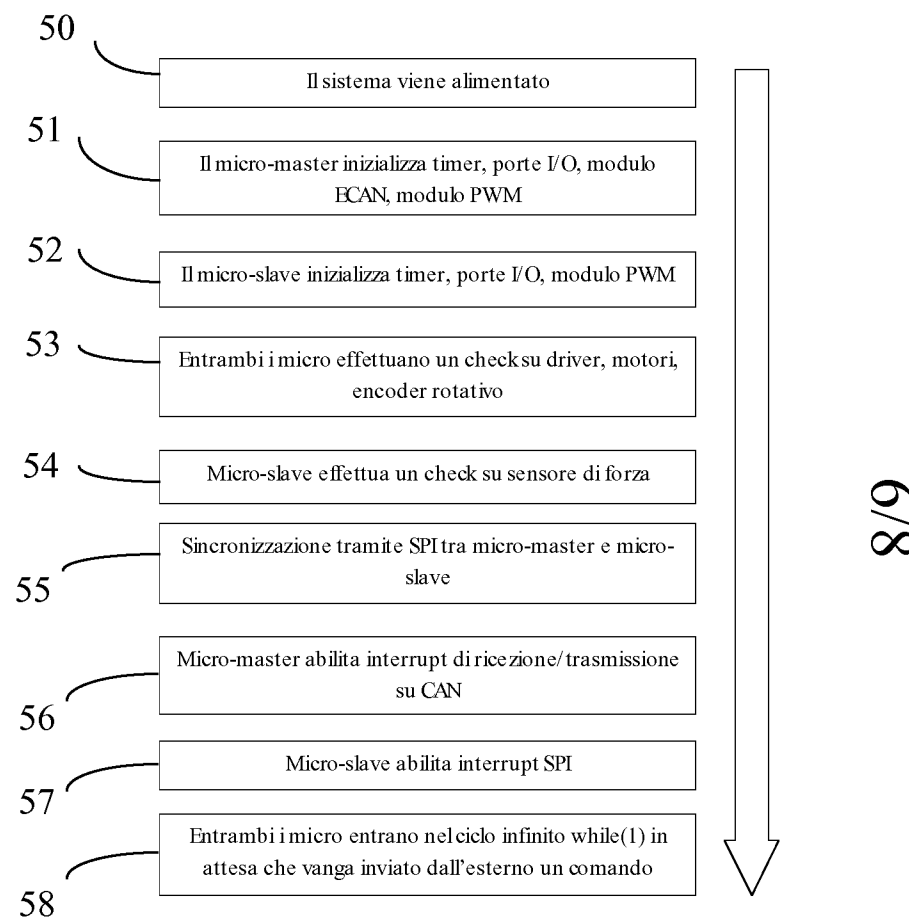 50
Il sistema viene alimentato
51
Il micro-master inizializza timer, porte I/O, modulo
ECAN, modulo PWM
52
Il micro-slave inizializza timer, porte I/O, modulo PWM
53
Entrambi i micro effettuano un check su driver, motori,
encoder rotativo
54
Micro-slave effettua un check su sensore di forza
55
Sincronizzazione tramite SPI tra micro-master e micro-
slave
56
Micro-master abilita interrupt di ricezione/trasmissione
su CAN
57
Micro-slave abilita interrupt SPI
58
Entrambi i micro entrano nel ciclo infinito while(1) in
attesa che vanga inviato dall'esterno un comando
8/9